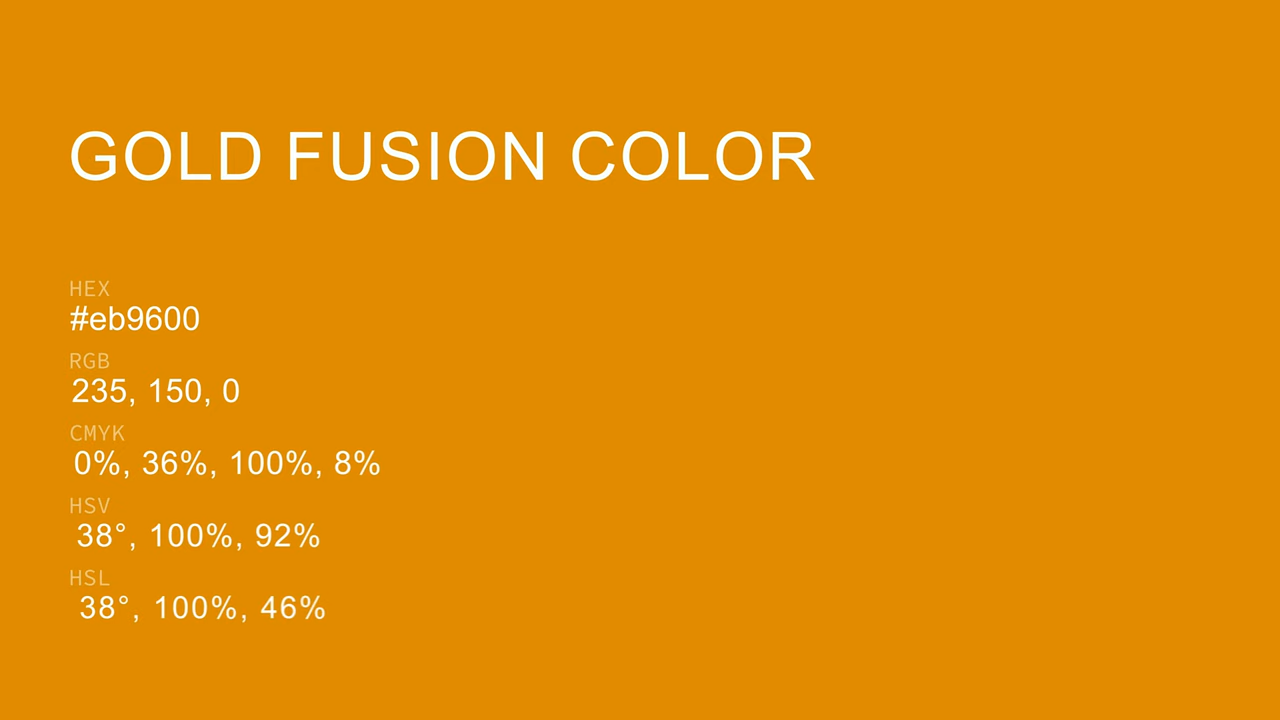 GOLD FUSION COLOR
HEX
#eb9600
RGB
235, 150, 0
CMYK
0%, 36%, 100%, 8%
HSV
38°, 100%, 92%
HSL
38°, 100%, 46%